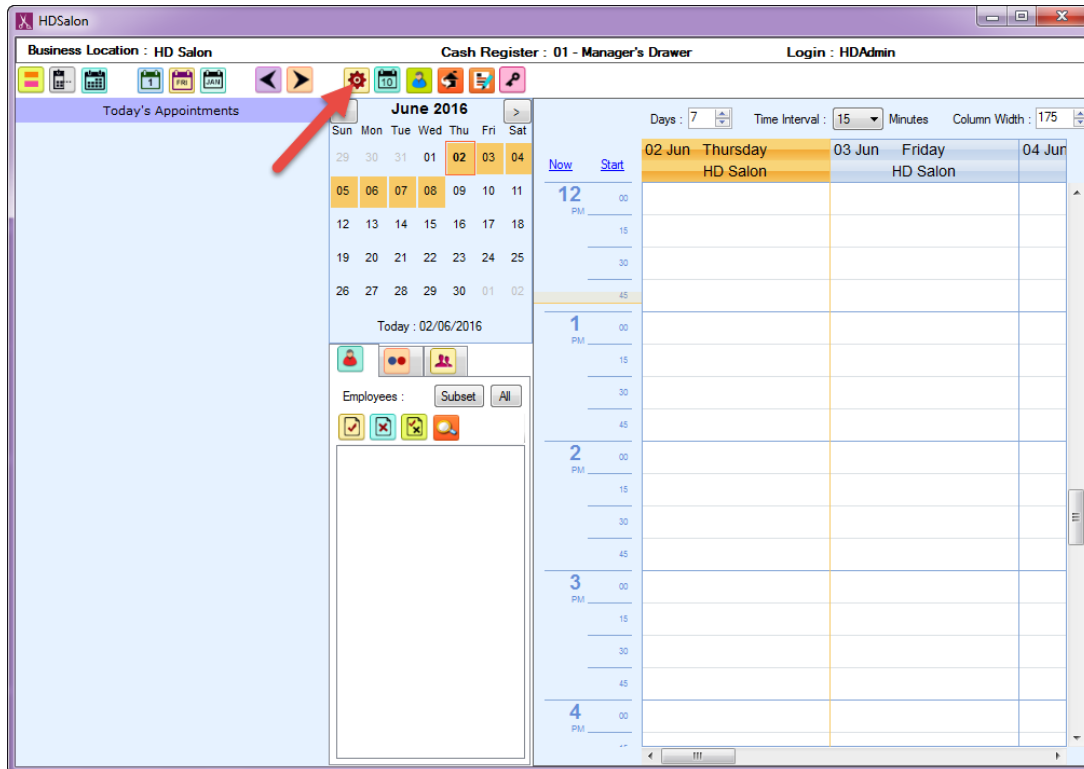 HDSalon
Business Location : HD Salon Cash Register : 01 - Manager's Drawer Login : HDAdmin
1 FRI JAN 10
Today's Appointments
June 2016 >
Sun Mon Tue Wed Thu Fri Sat
29 30 31 01 02 03 04
05 06 07 08 09 10 11
12 13 14 15 16 17 18
19 20 21 22 23 24 25
26 27 28 29 30 01 02
Today : 02/06/2016
Employees : Subset All
Days : 7 Time Interval : 15 Minutes Column Width : 175
Now Start
02 Jun Thursday 03 Jun Friday 04 Jun
HD Salon HD Salon
12 PM 00
15
30
45
1 PM 00
15
30
45
2 PM 00
15
30
45
3 PM 00
15
30
45
4 PM 00